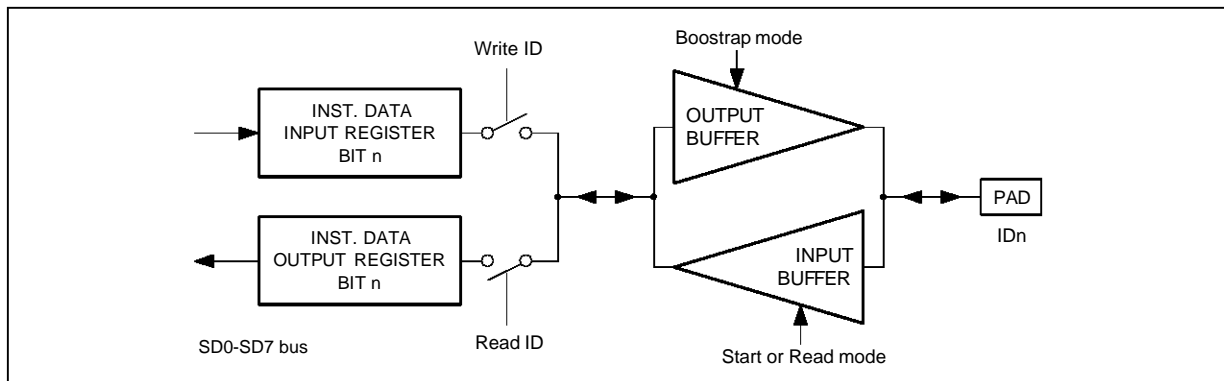 Boostrap mode
Write ID
INST. DATA
INPUT REGISTER
BIT n
OUTPUT
BUFFER
PAD
IDn
INST. DATA
OUTPUT REGISTER
BIT n
INPUT
BUFFER
SD0-SD7 bus
Read ID
Start or Read mode